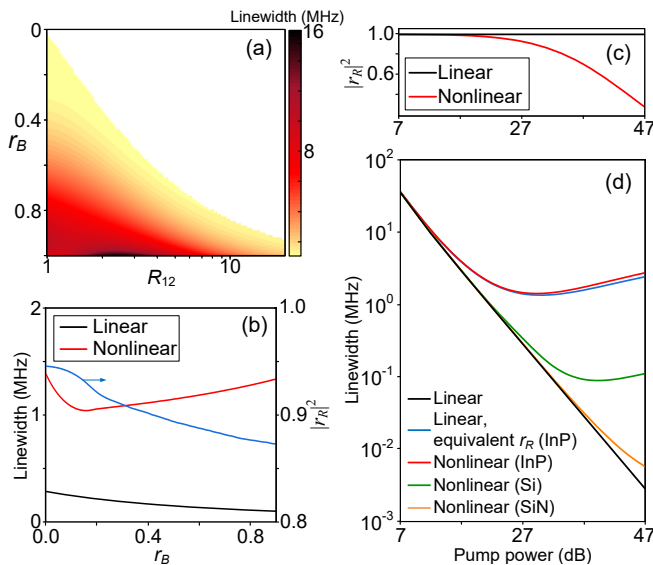 Linewidth (MHz)
(a)
0
0.4
0.8
r_B
1
10
R_12
16
8
(b)
Linear
Nonlinear
2
1
0
Linewidth (MHz)
1.0
0.9
0.8
|r_R|^2
0.0
0.4
0.8
r_B
(c)
Linear
Nonlinear
1.0
0.6
|r_R|^2
7
27
47
(d)
10^2
10^1
10^0
10^-1
10^-2
10^-3
Linewidth (MHz)
Linear
Linear,
equivalent r_R (InP)
Nonlinear (InP)
Nonlinear (Si)
Nonlinear (SiN)
7
27
47
Pump power (dB)